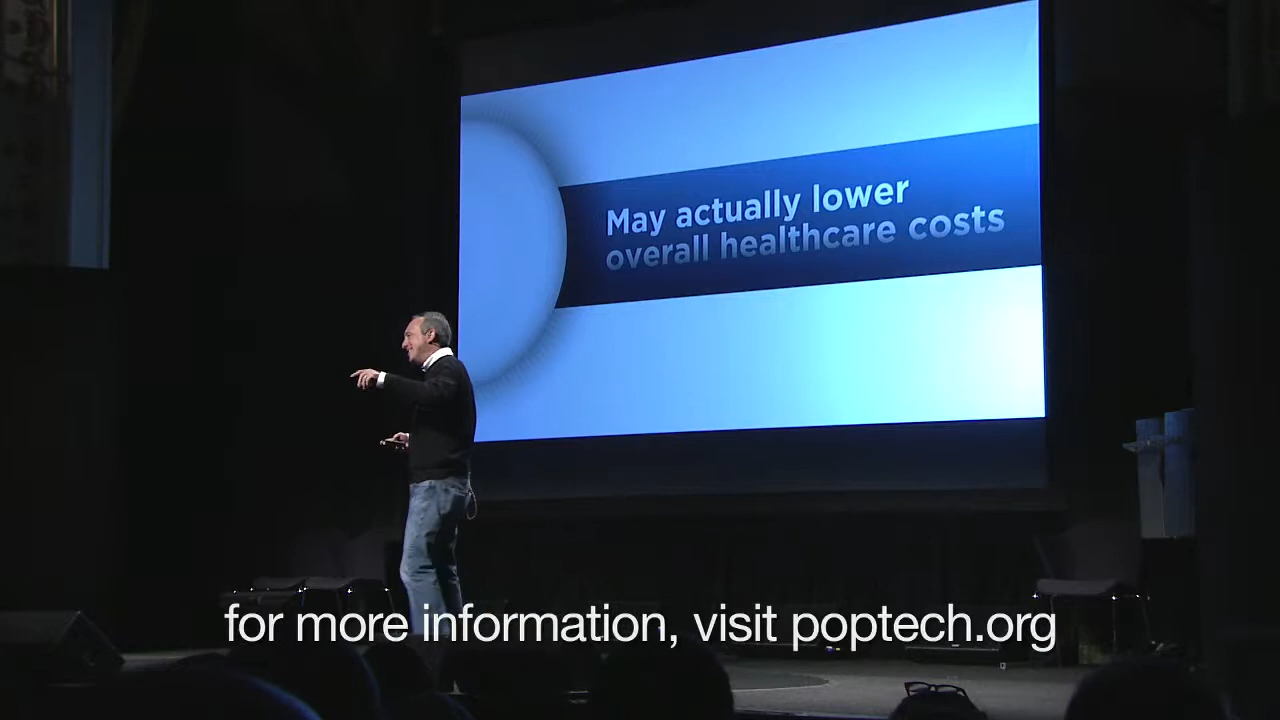 May actually lower
overall healthcare costs
for more information, visit poptech.org